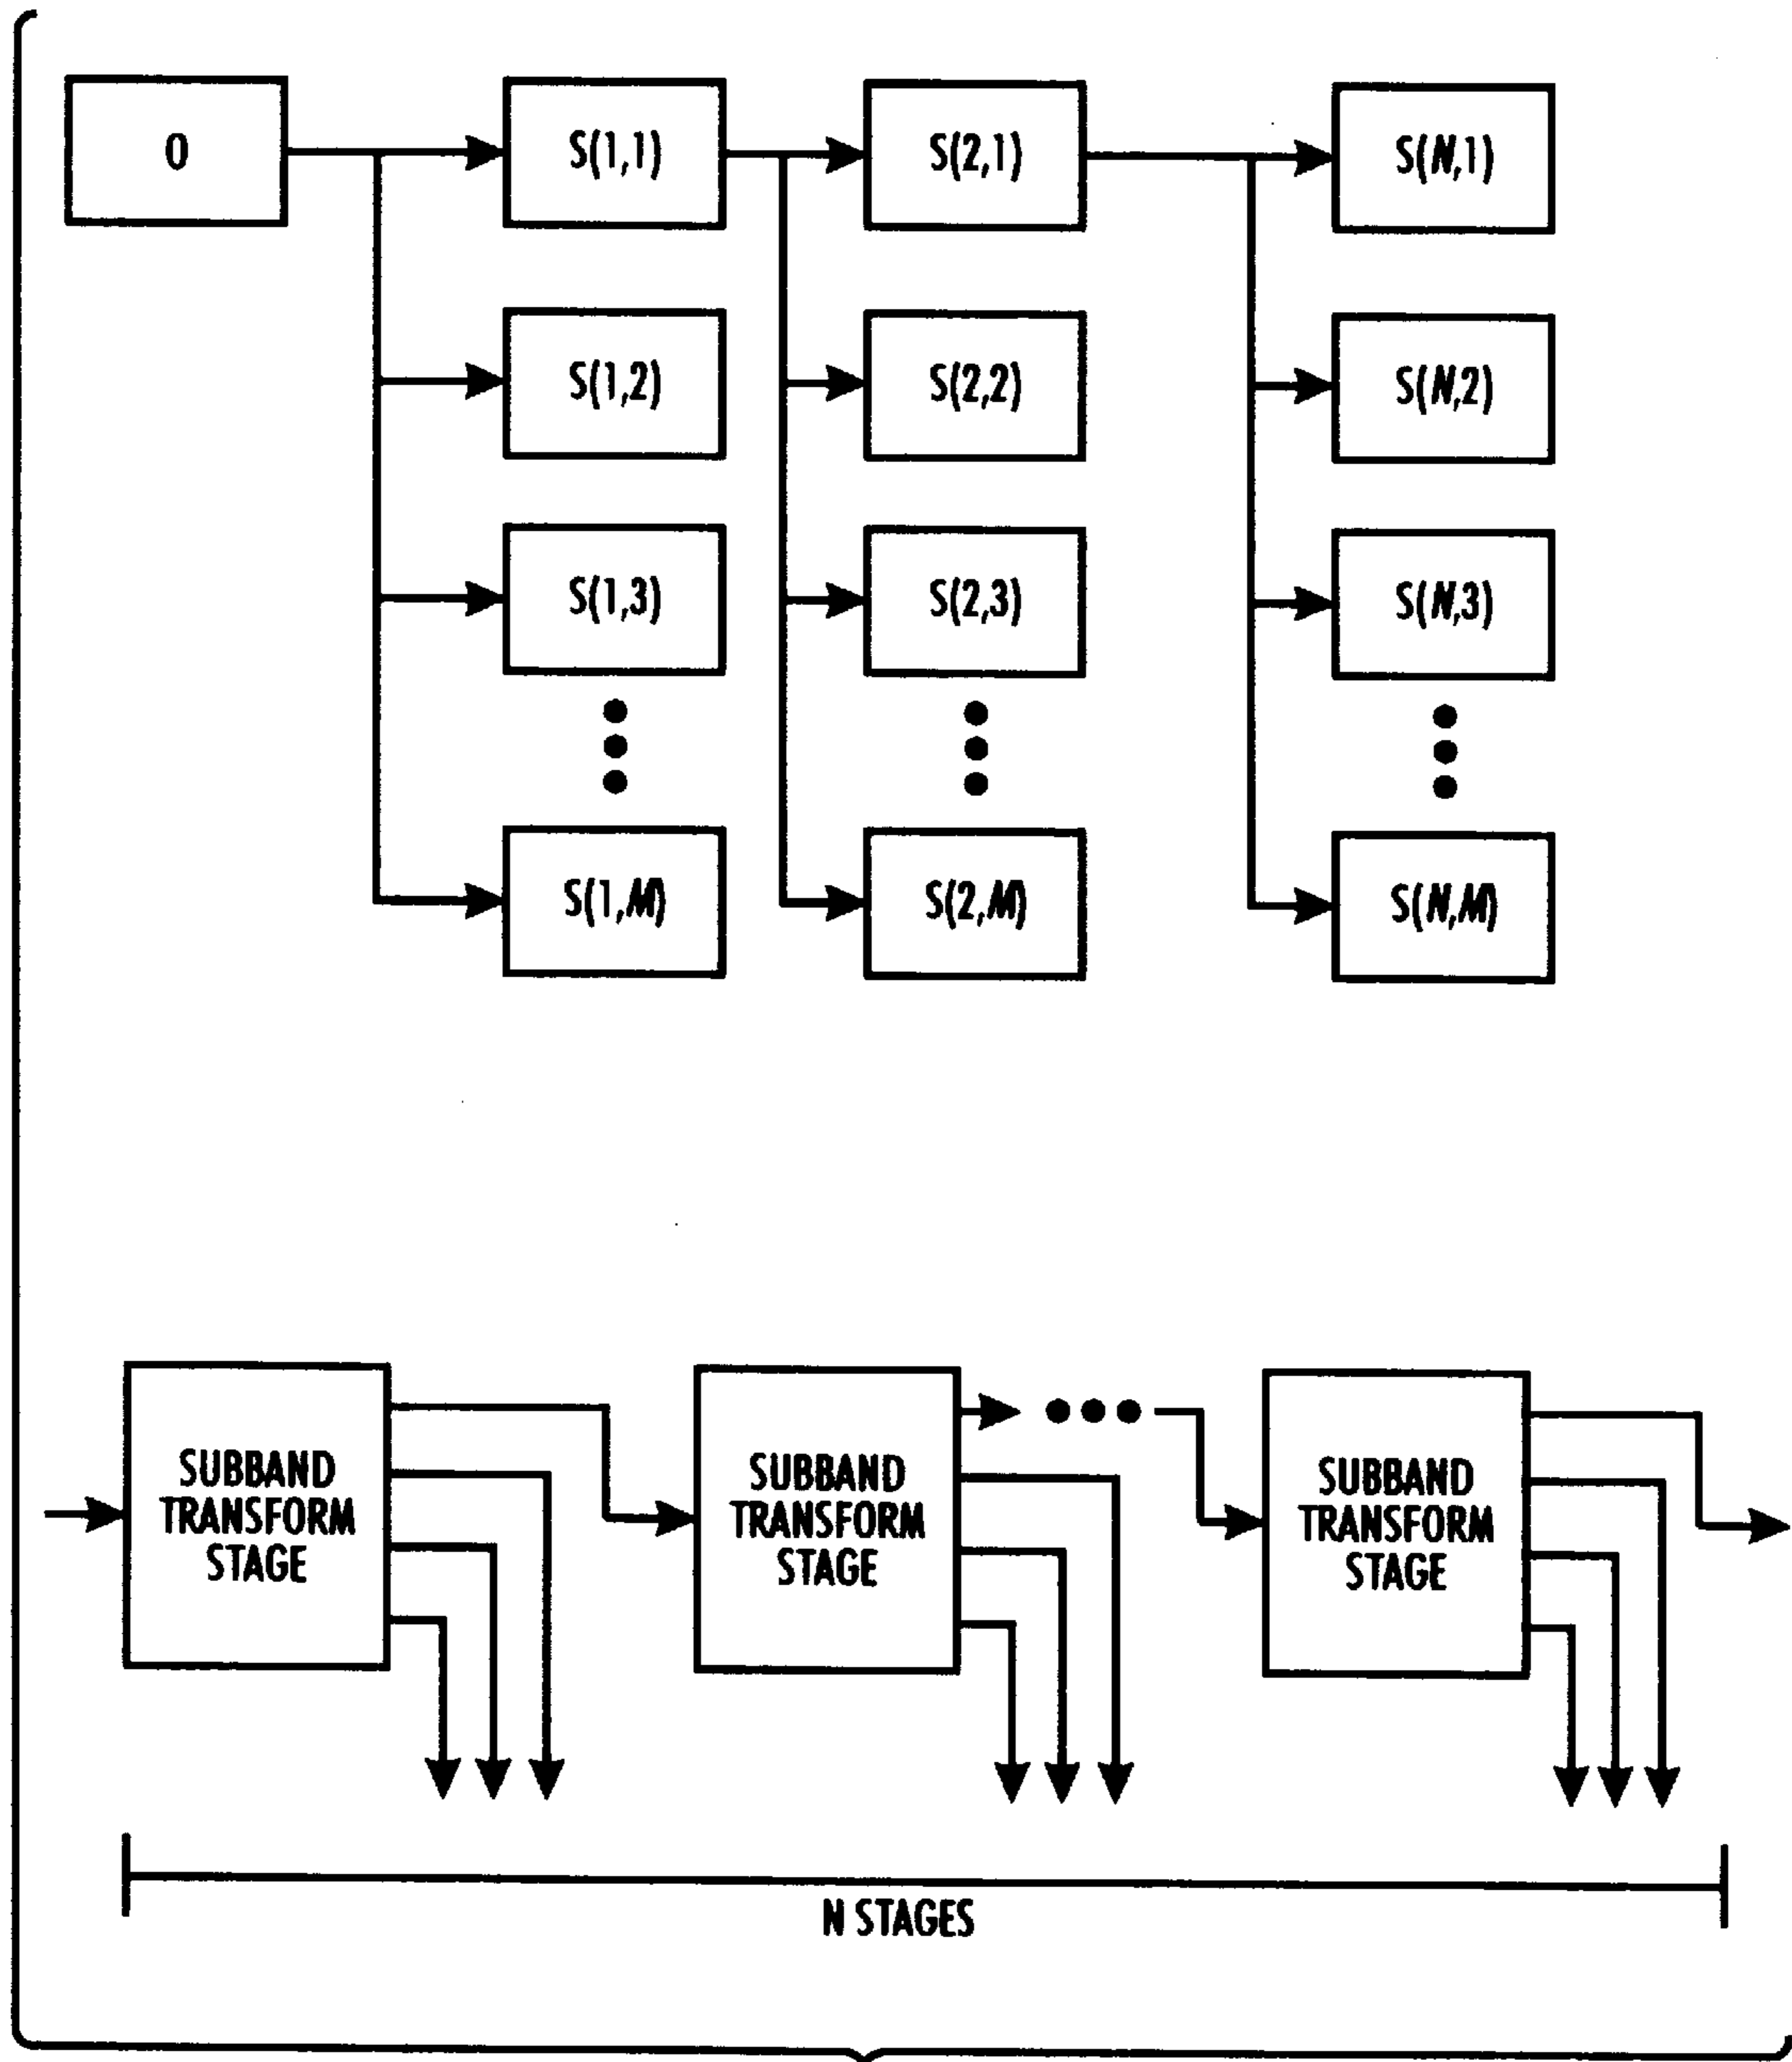 0 S(1,1) S(2,1) S(N,1)
S(1,2) S(2,2) S(N,2)
S(1,3) S(2,3) S(N,3)
S(1,M) S(2,M) S(N,M)
SUBBAND
TRANSFORM
STAGE
SUBBAND
TRANSFORM
STAGE
SUBBAND
TRANSFORM
STAGE
N STAGES